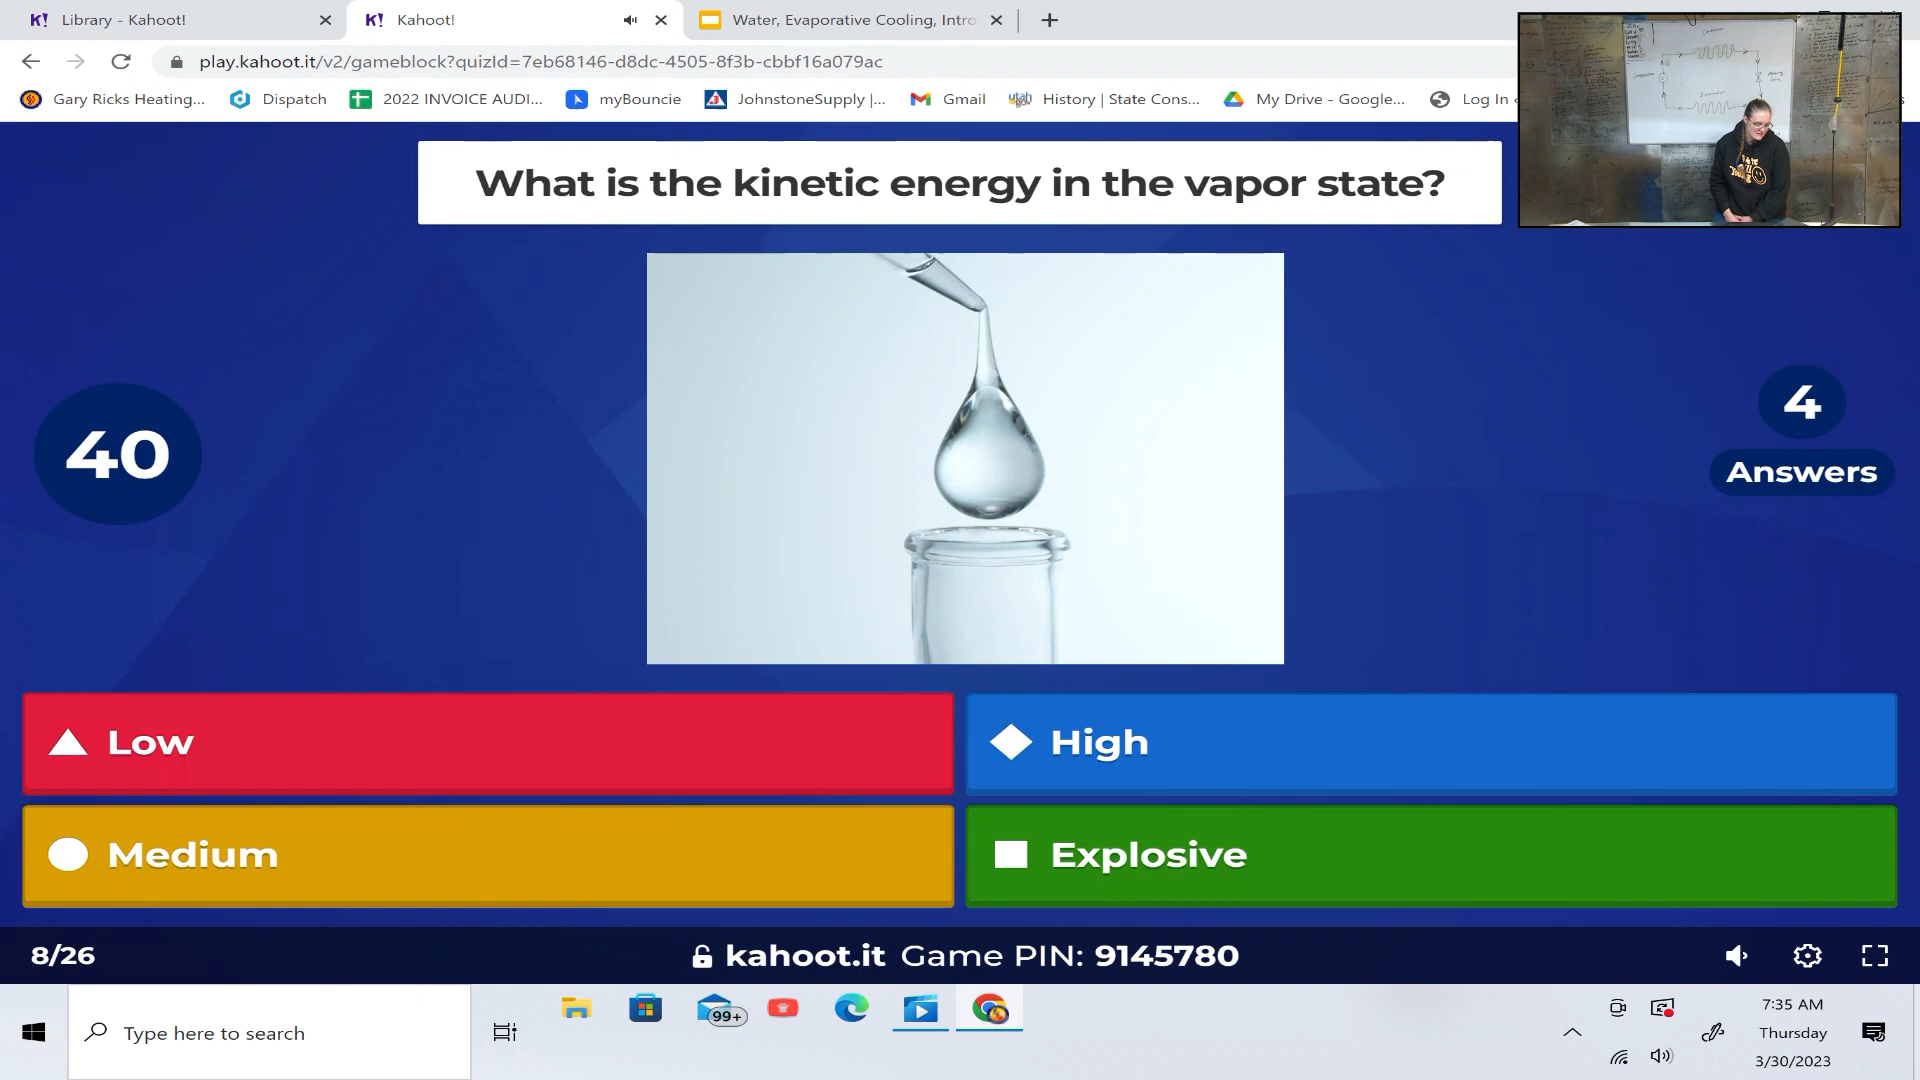 Library - Kahoot!
Kahoot!
Water, Evaporative Cooling, Intro
play.kahoot.it/v2/gameblock?quizId=7eb68146-d8dc-4505-8f3b-cbbf16a079ac
Gary Ricks Heating...
Dispatch
2022 INVOICE AUDI...
myBouncie
JohnstoneSupply |...
Gmail
History | State Cons...
My Drive - Google...
Log In
What is the kinetic energy in the vapor state?
40
4
Answers
Low
High
Medium
Explosive
8/26
kahoot.it Game PIN: 9145780
Type here to search
99+
7:35 AM
Thursday
3/30/2023